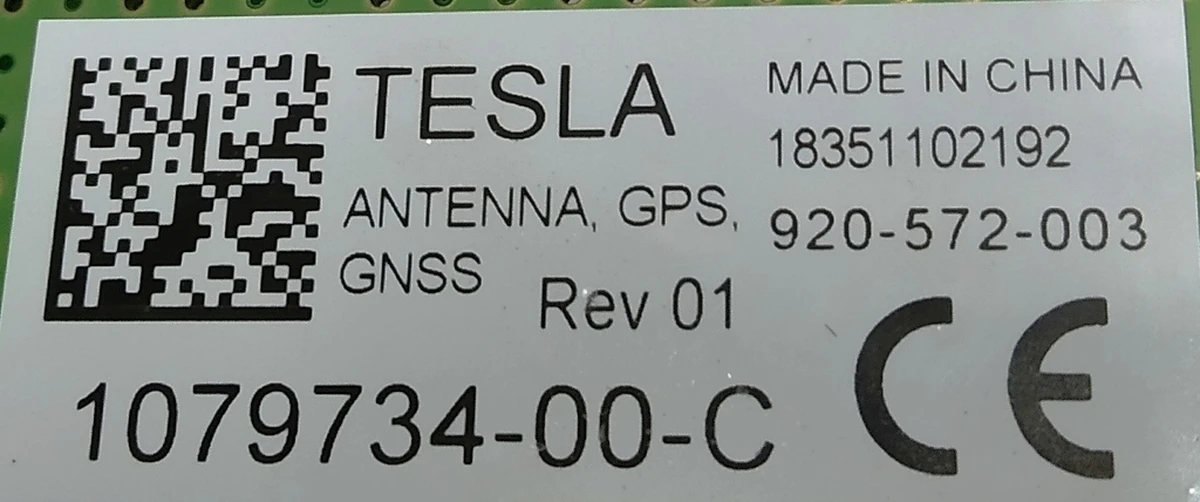 TESLA
ANTENNA, GPS,
GNSS
Rev 01
1079734-00-C
MADE IN CHINA
18351102192
920-572-003
CE